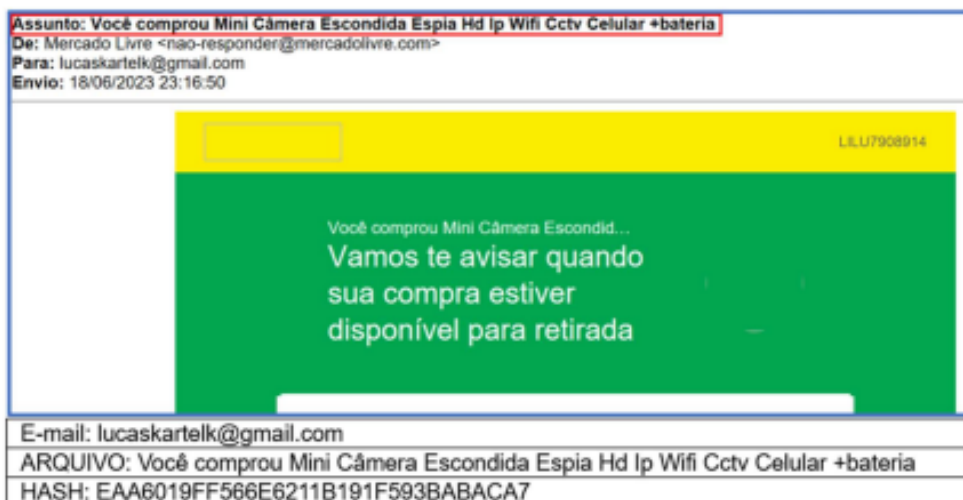 Assunto: Você comprou Mini Câmera Escondida Espia Hd Ip Wifi Cctv Celular +bateria
De: Mercado Livre <nao-responder@mercadolivre.com>
Para: lucaskartelk@gmail.com
Envio: 18/06/2023 23:16:50
LILU7908914
Você comprou Mini Câmera Escondid...
Vamos te avisar quando
sua compra estiver
disponível para retirada
E-mail: lucaskartelk@gmail.com
ARQUIVO: Você comprou Mini Câmera Escondida Espia Hd Ip Wifi Cctv Celular +bateria
HASH: EAA6019FF566E6211B191F593BABACA7